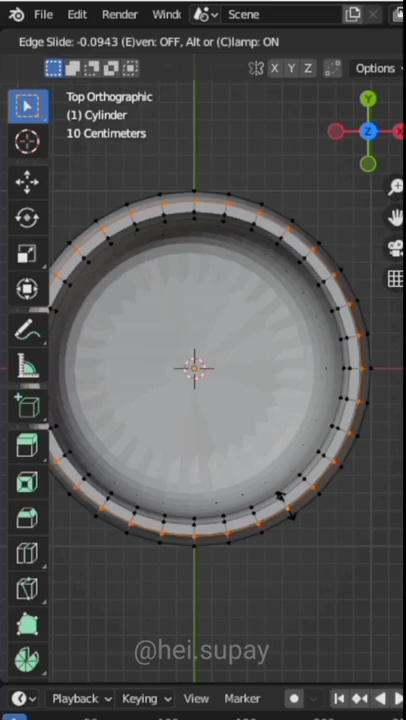 File Edit Render Wind Scene
Edge Slide: -0.0943 (E)ven: OFF, Alt or (C)lamp: ON
X Y Z Options
Top Orthographic
(1) Cylinder
10 Centimeters
Y
Z
X
@hei.supay
Playback Keying View Marker